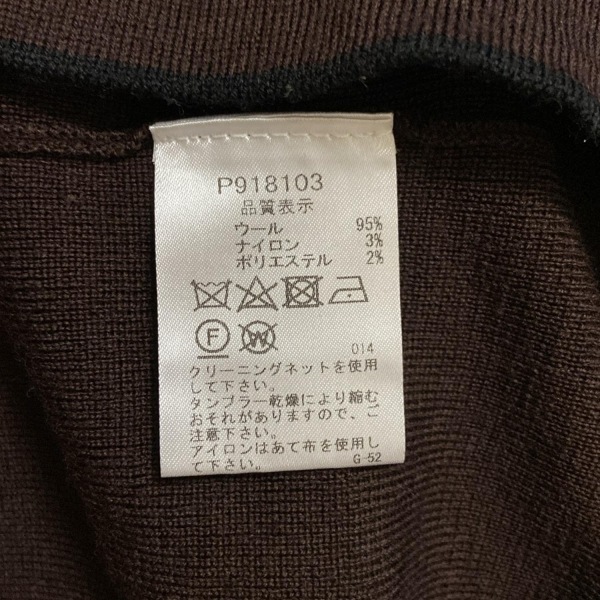 P918103
品質表示
ウール 95%
ナイロン 3%
ポリエステル 2%
F W
014
クリーニングネットを使用
して下さい。
タンブラー乾燥により縮む
おそれがありますので、ご
注意下さい。
アイロンはあて布を使用し
て下さい。 G-52